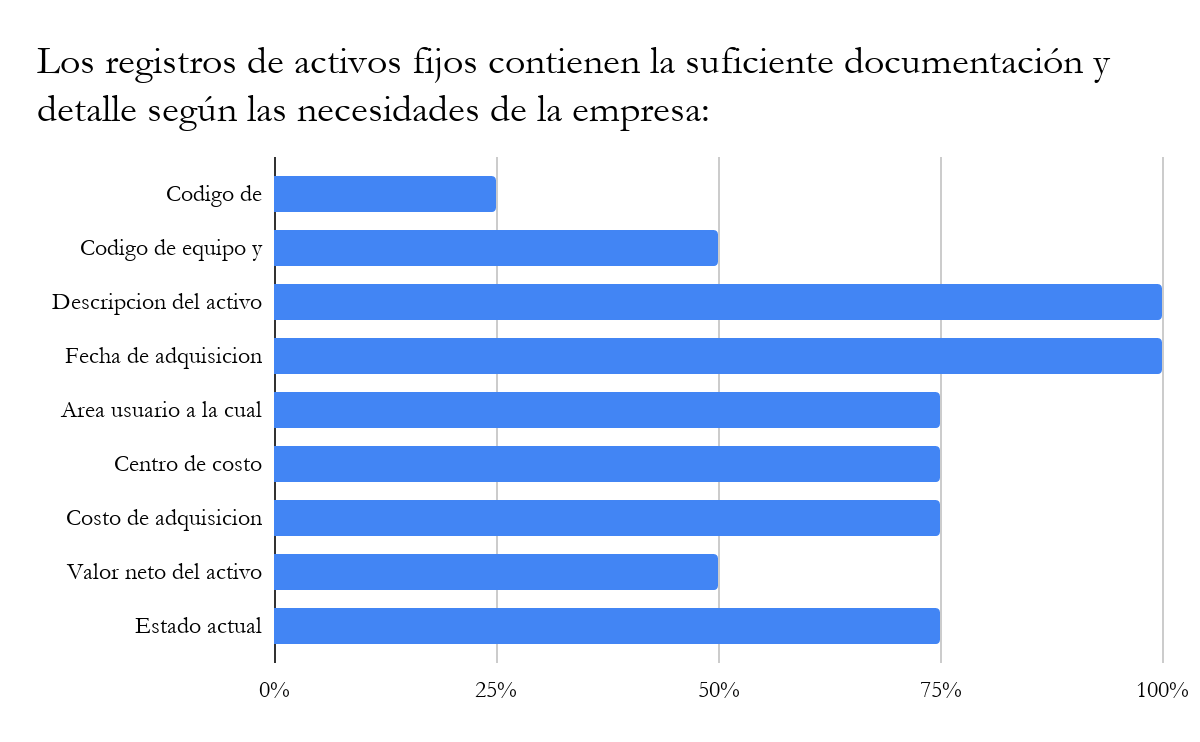 Los registros de activos fijos contienen la suficiente documentación y
detalle según las necesidades de la empresa:
Codigo de
Codigo de equipo y
Descripcion del activo
Fecha de adquisicion
Area usuario a la cual
Centro de costo
Costo de adquisicion
Valor neto del activo
Estado actual
0% 25% 50% 75% 100%